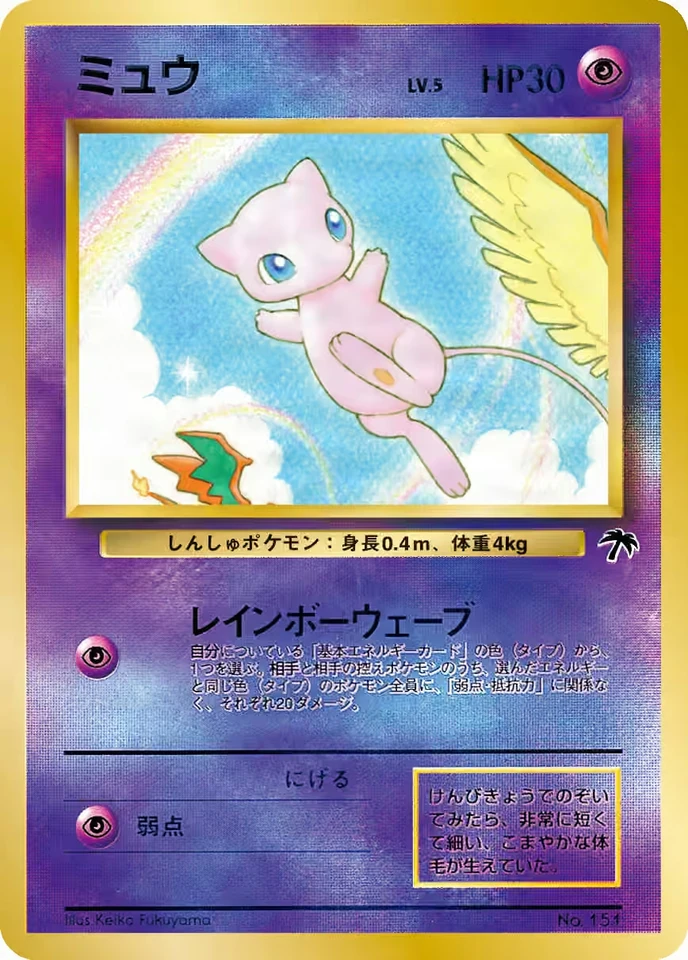 ミュウ LV.5 HP30
しんしゅポケモン：身長0.4m、体重4kg
レインボーウェーブ
自分についている「基本エネルギーカード」の色（タイプ）から、
1つを選ぶ。相手と相手の控えポケモンのうち、選んだエネルギー
と同じ色（タイプ）のポケモン全員に、「弱点・抵抗力」に関係な
く、それぞれ20ダメージ。
にげる
弱点
けんびきょうでのぞい
てみたら、非常に短く
て細い、こまやかな体
毛が生えていた。
Illus Keiko Fukuyama
No. 151